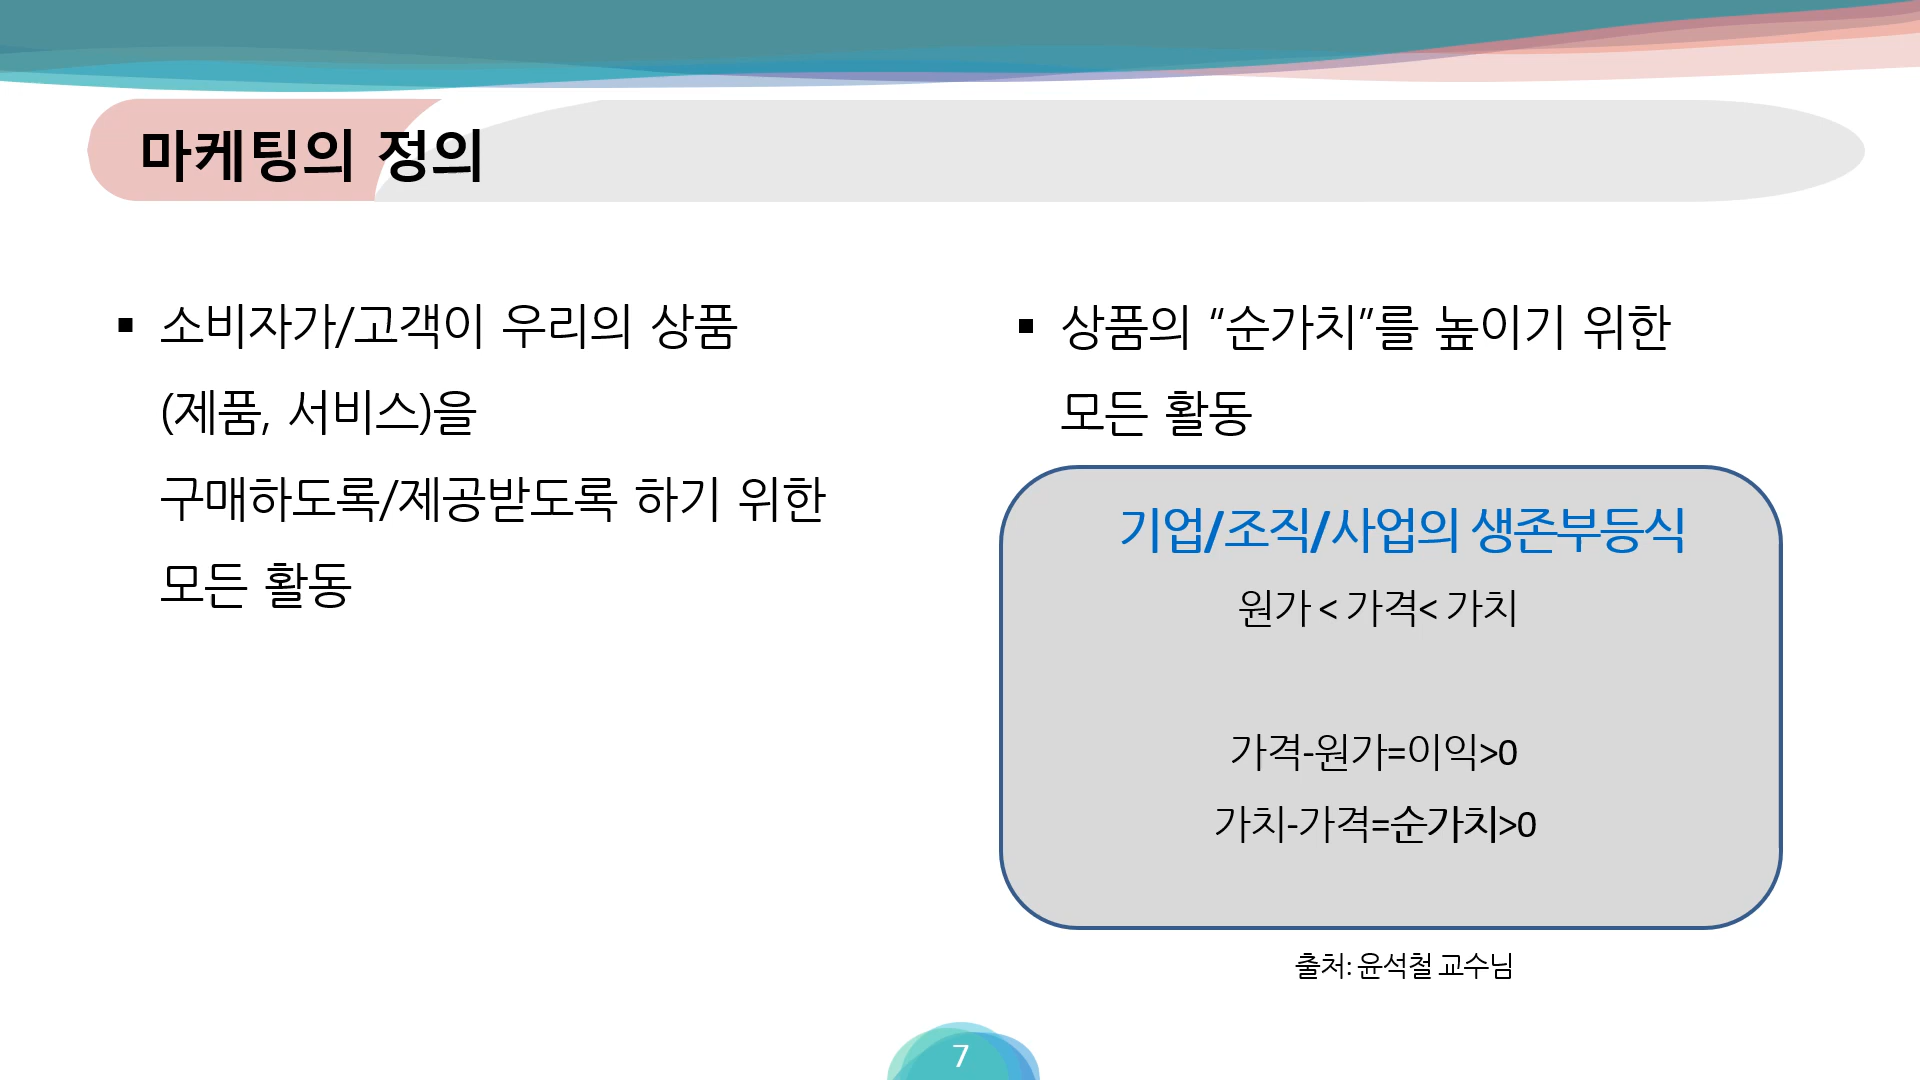 마케팅의 정의
▪ 소비자가/고객이 우리의 상품
(제품, 서비스)을
구매하도록/제공받도록 하기 위한
모든 활동
▪ 상품의 “순가치”를 높이기 위한
모든 활동
기업/조직/사업의 생존부등식
원가 < 가격< 가치
가격-원가=이익>0
가치-가격=순가치>0
출처: 윤석철 교수님
7